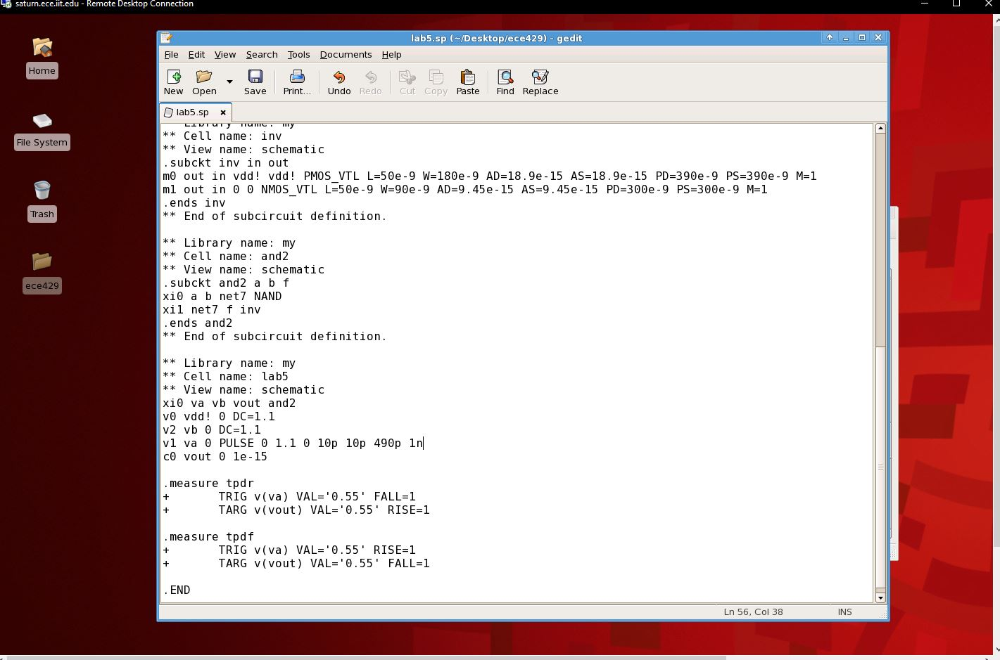 saturn.ece.iit.edu - Remote Desktop Connection
Home
File System
Trash
ece429
lab5.sp (~/Desktop/ece429) - gedit
File Edit View Search Tools Documents Help
New Open Save Print... Undo Redo Cut Copy Paste Find Replace
lab5.sp
** Library name: my
** Cell name: inv
** View name: schematic
.subckt inv in out
m0 out in vdd! vdd! PMOS_VTL L=50e-9 W=180e-9 AD=18.9e-15 AS=18.9e-15 PD=390e-9 PS=390e-9 M=1
m1 out in 0 0 NMOS_VTL L=50e-9 W=90e-9 AD=9.45e-15 AS=9.45e-15 PD=300e-9 PS=300e-9 M=1
.ends inv
** End of subcircuit definition.
** Library name: my
** Cell name: and2
** View name: schematic
.subckt and2 a b f
xi0 a b net7 NAND
xi1 net7 f inv
.ends and2
** End of subcircuit definition.
** Library name: my
** Cell name: lab5
** View name: schematic
xi0 va vb vout and2
v0 vdd! 0 DC=1.1
v2 vb 0 DC=1.1
v1 va 0 PULSE 0 1.1 0 10p 10p 490p 1n
c0 vout 0 1e-15
.measure tpdr
+ TRIG v(va) VAL='0.55' FALL=1
+ TARG v(vout) VAL='0.55' RISE=1
.measure tpdf
+ TRIG v(va) VAL='0.55' RISE=1
+ TARG v(vout) VAL='0.55' FALL=1
.END
Ln 56, Col 38 INS